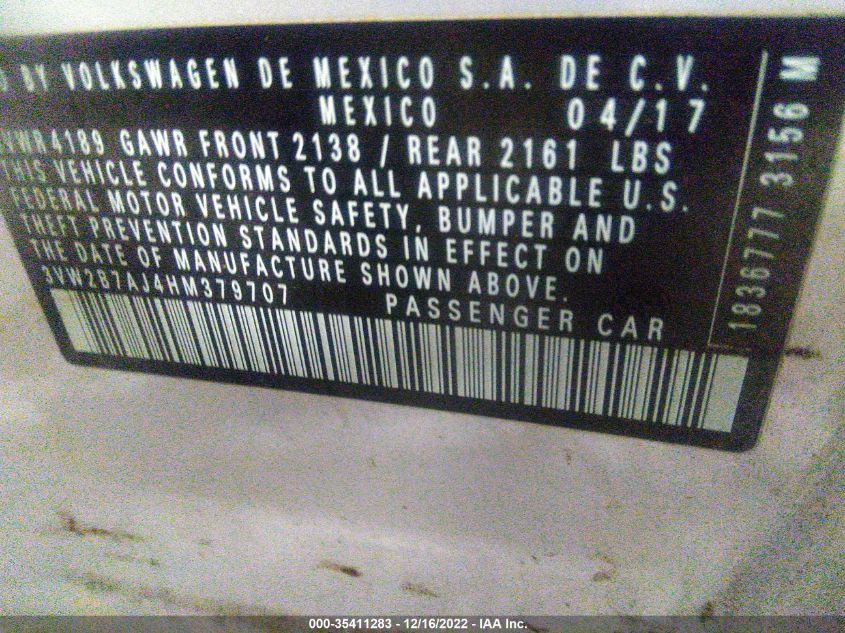 BY VOLKSWAGEN DE MEXICO S.A. DE C.V.
MEXICO 04/17
GVWR4189 GAWR FRONT 2138 / REAR 2161 LBS
THIS VEHICLE CONFORMS TO ALL APPLICABLE U.S.
FEDERAL MOTOR VEHICLE SAFETY, BUMPER AND
THEFT PREVENTION STANDARDS IN EFFECT ON
THE DATE OF MANUFACTURE SHOWN ABOVE.
3VW2B7AJ4HM379707 PASSENGER CAR
1836777 3156 M
000-35411283 - 12/16/2022 - IAA Inc.